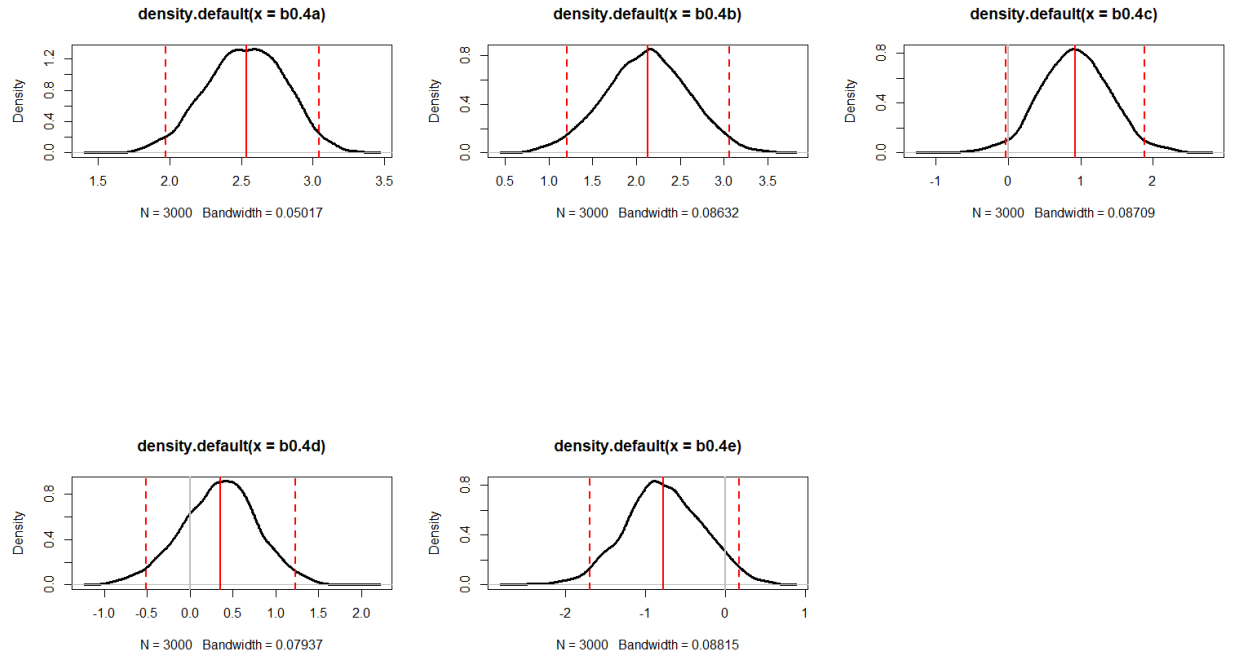 density.default(x = b0.4a)
Density
0.0 0.4 0.8 1.2
1.5 2.0 2.5 3.0 3.5
N = 3000 Bandwidth = 0.05017
density.default(x = b0.4b)
Density
0.0 0.4 0.8
0.5 1.0 1.5 2.0 2.5 3.0 3.5
N = 3000 Bandwidth = 0.08632
density.default(x = b0.4c)
Density
0.0 0.4 0.8
-1 0 1 2
N = 3000 Bandwidth = 0.08709
density.default(x = b0.4d)
Density
0.0 0.4 0.8
-1.0 -0.5 0.0 0.5 1.0 1.5 2.0
N = 3000 Bandwidth = 0.07937
density.default(x = b0.4e)
Density
0.0 0.4 0.8
-2 -1 0 1
N = 3000 Bandwidth = 0.08815